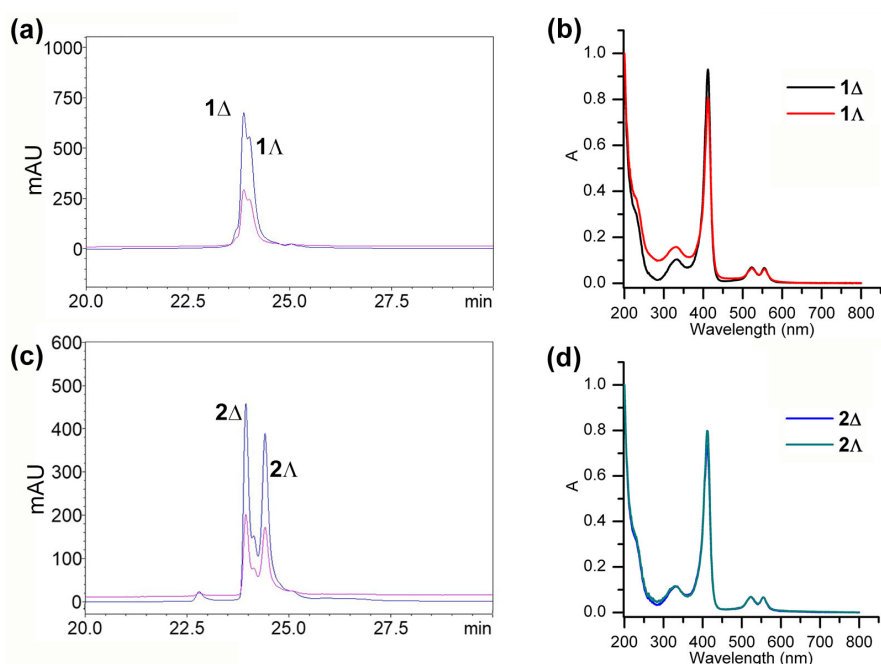 (a)
1000
750
500
250
0
mAU
1Δ
1Λ
20.0 22.5 25.0 27.5 min
(b)
1.0
0.8
0.6
0.4
0.2
0.0
A
1Δ
1Λ
200 300 400 500 600 700 800
Wavelength (nm)
(c)
600
500
400
300
200
100
0
mAU
2Δ
2Λ
20.0 22.5 25.0 27.5 min
(d)
1.0
0.8
0.6
0.4
0.2
0.0
A
2Δ
2Λ
200 300 400 500 600 700 800
Wavelength (nm)